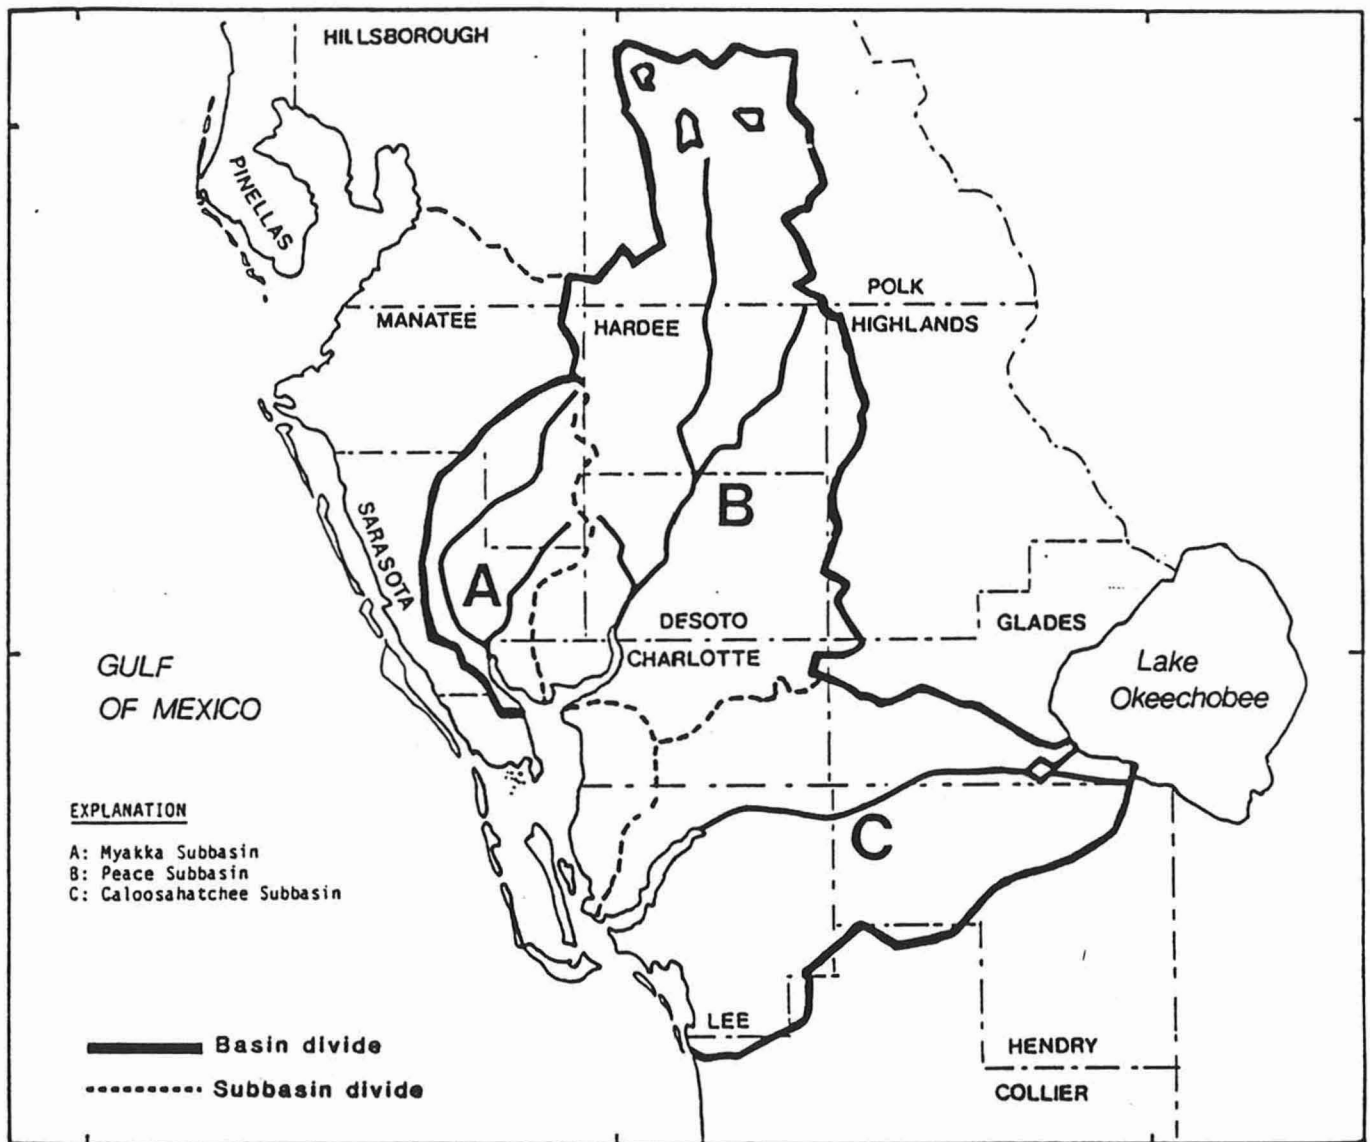 HILLSBOROUGH
PINELLAS
POLK
MANATEE
HARDEE
HIGHLANDS
SARASOTA
B
A
DESOTO
GLADES
CHARLOTTE
GULF
OF MEXICO
Lake
Okeechobee
EXPLANATION
A: Myakka Subbasin
B: Peace Subbasin
C: Caloosahatchee Subbasin
C
LEE
HENDRY
COLLIER
Basin divide
Subbasin divide